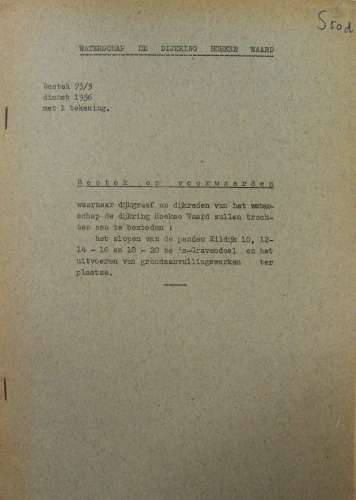 S50d
WATERSCHAP DE DIJKRING HOEKSE WAARD
Bestek 75/3
dienst 1956
met 1 tekening.
Bestek en voorwaarden
waarnaar dijkgraaf en dijkraden van het water-
schap de dijkring Hoekse Waard zullen trach-
ten aan te besteden :
het slopen van de panden Kildijk 10, 12-
14 - 16 en 18 - 20 te 's-Gravendeel en het
uitvoeren van grondaanvullingswerken ter
plaatse.